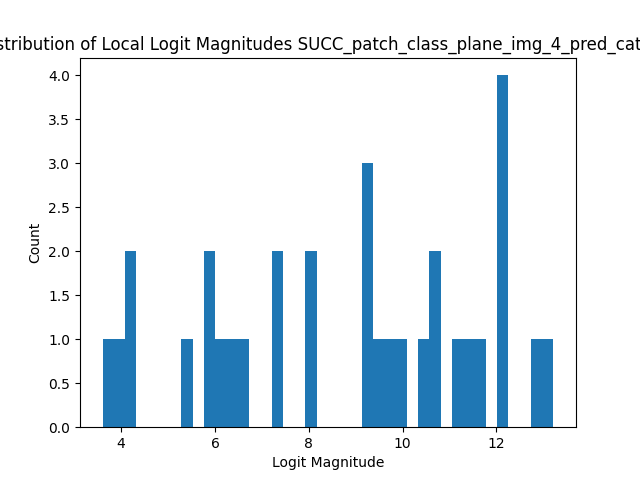 stribution of Local Logit Magnitudes SUCC_patch_class_plane_img_4_pred_cat
4.0
3.5
3.0
2.5
2.0
1.5
1.0
0.5
0.0
Count
4 6 8 10 12
Logit Magnitude